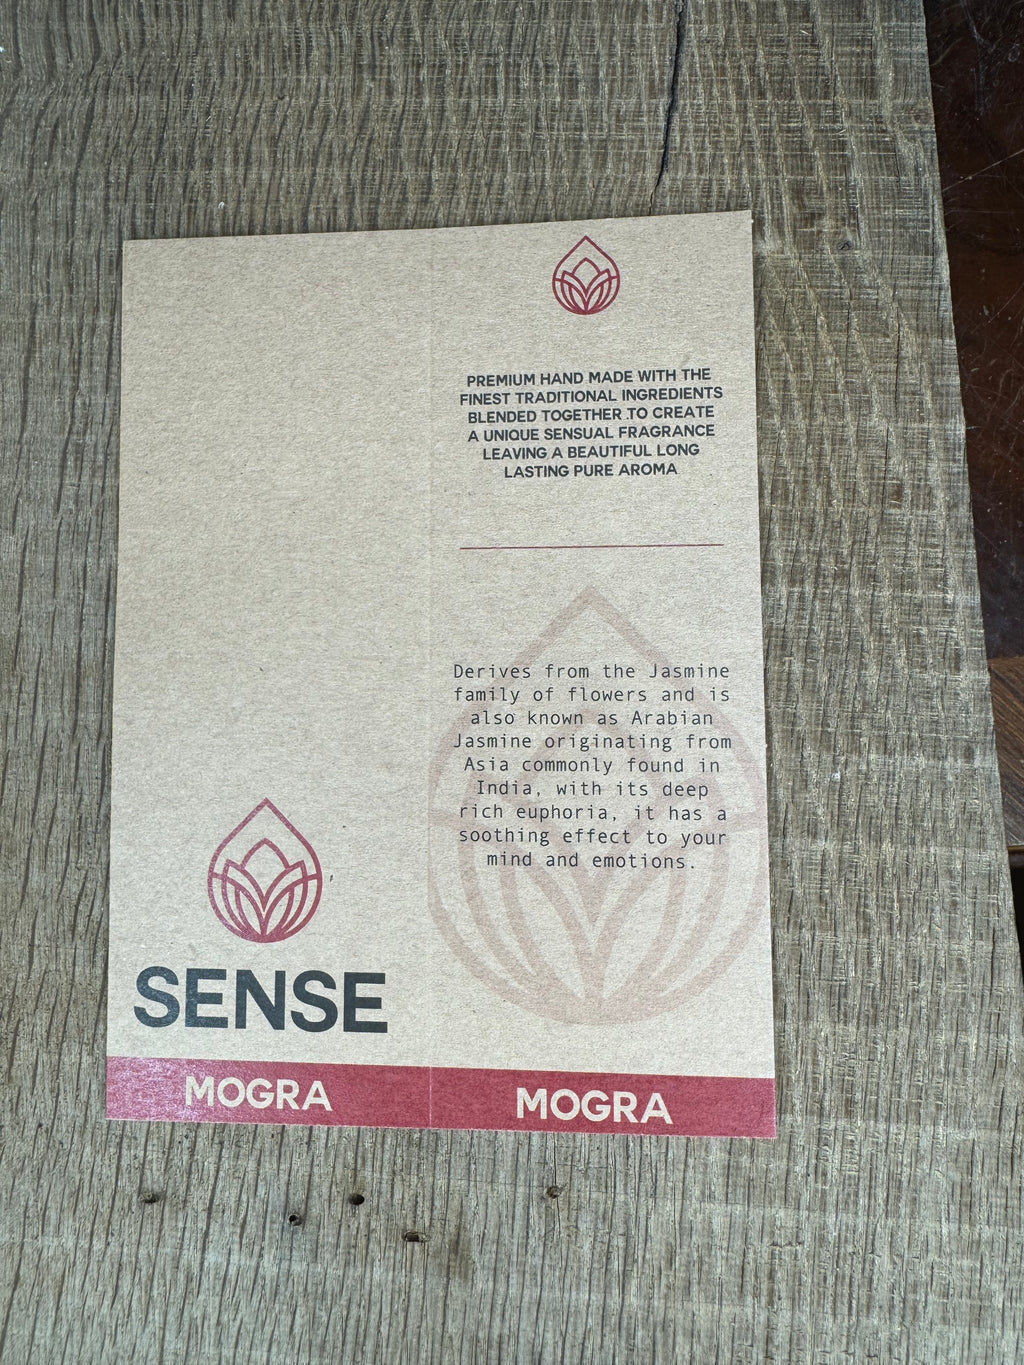 SENSE
MOGRA
PREMIUM HAND MADE WITH THE
FINEST TRADITIONAL INGREDIENTS
BLENDED TOGETHER TO CREATE
A UNIQUE SENSUAL FRAGRANCE
LEAVING A BEAUTIFUL LONG
LASTING PURE AROMA
Derives from the Jasmine
family of flowers and is
also known as Arabian
Jasmine originating from
Asia commonly found in
India, with its deep
rich euphoria, it has a
soothing effect to your
mind and emotions.
MOGRA